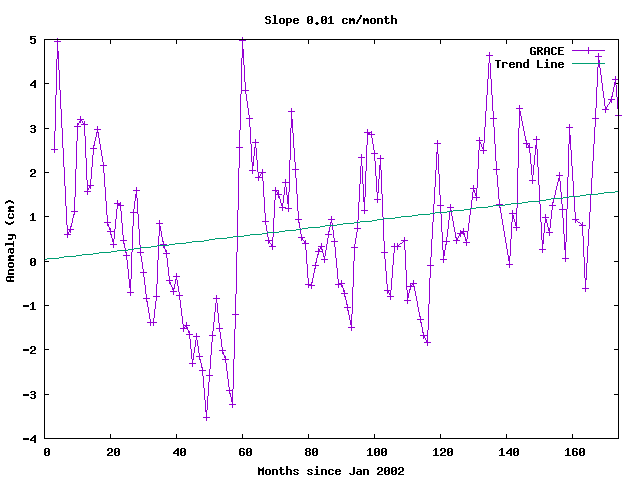 Slope 0.01 cm/month
5
4
3
2
1
0
-1
-2
-3
-4
Anomaly (cm)
GRACE
Trend Line
0 20 40 60 80 100 120 140 160
Months since Jan 2002